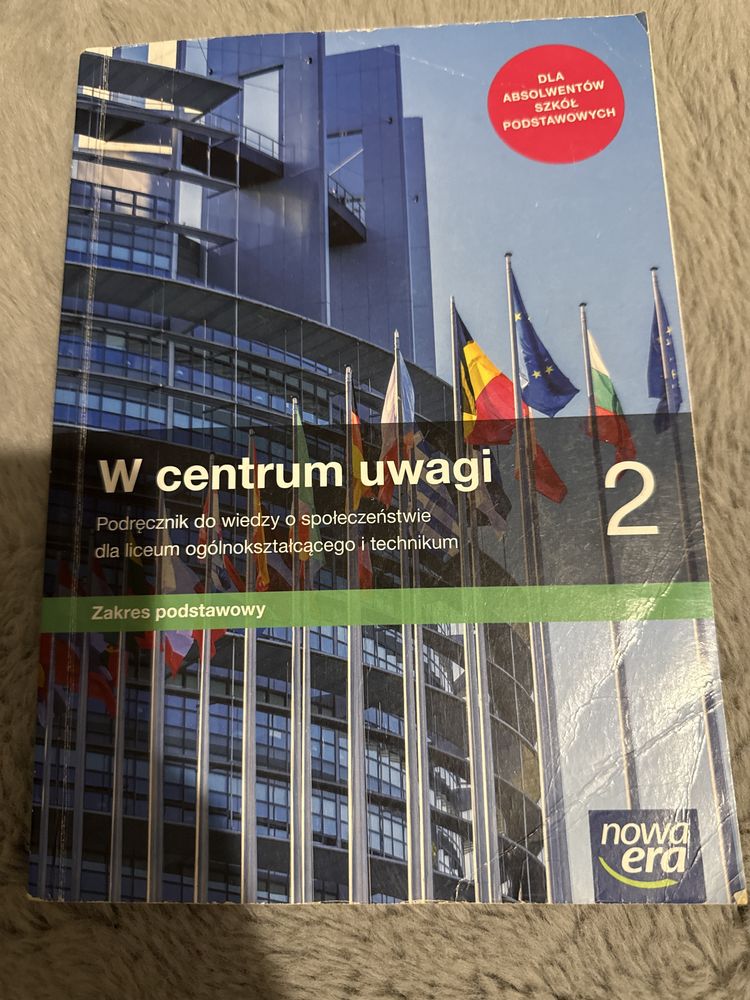 DLA
ABSOLWENTÓW
SZKÓŁ
PODSTAWOWYCH
W centrum uwagi
2
Podręcznik do wiedzy o społeczeństwie
dla liceum ogólnokształcącego i technikum
Zakres podstawowy
nowa
era